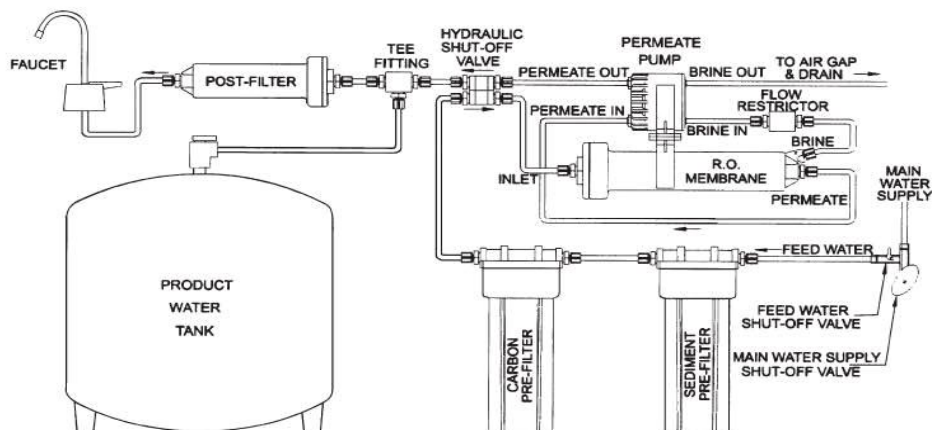 FAUCET
POST-FILTER
TEE
FITTING
HYDRAULIC
SHUT-OFF
VALVE
PERMEATE
PUMP
PERMEATE OUT
BRINE OUT
TO AIR GAP
& DRAIN
FLOW
RESTRICTOR
PERMEATE IN
BRINE IN
BRINE
R.O.
MEMBRANE
INLET
PERMEATE
MAIN
WATER
SUPPLY
FEED WATER
PRODUCT
WATER
TANK
CARBON
PRE-FILTER
SEDIMENT
PRE-FILTER
FEED WATER
SHUT-OFF VALVE
MAIN WATER SUPPLY
SHUT-OFF VALVE